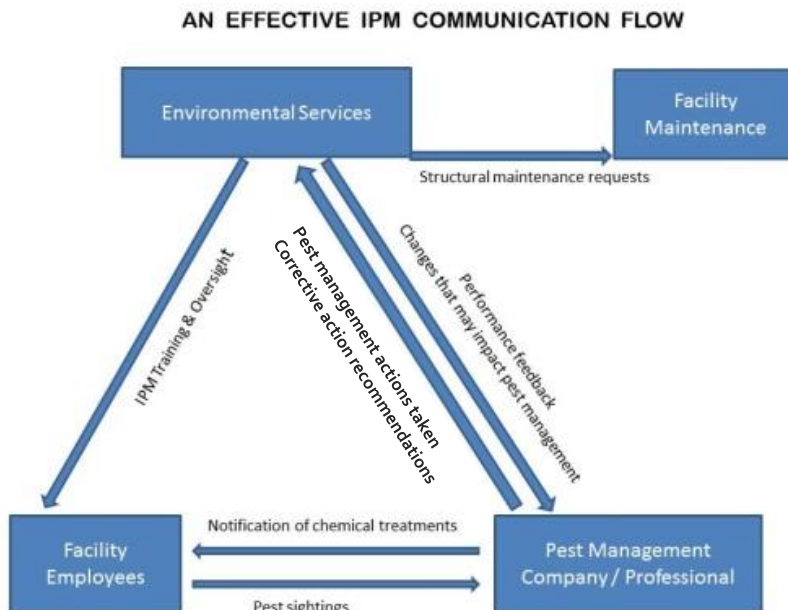 AN EFFECTIVE IPM COMMUNICATION FLOW
Environmental Services
Facility
Maintenance
Structural maintenance requests
IPM Training & Oversight
Pest management actions taken
Corrective action recommendations
Performance feedback
Changes that may impact pest management
Facility
Employees
Notification of chemical treatments
Pest sightings
Pest Management
Company / Professional